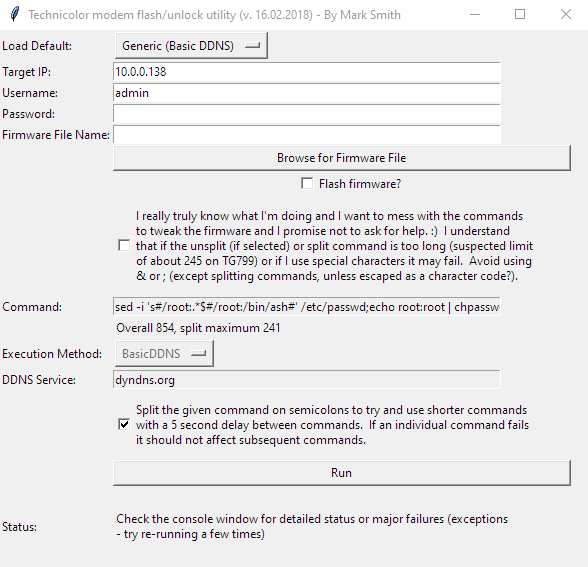 Technicolor modem flash/unlock utility (v. 16.02.2018) - By Mark Smith
Load Default: Generic (Basic DDNS)
Target IP: 10.0.0.138
Username: admin
Password:
Firmware File Name:
Browse for Firmware File
Flash firmware?
I really truly know what I'm doing and I want to mess with the commands
to tweak the firmware and I promise not to ask for help. :)  I understand
that if the unsplit (if selected) or split command is too long (suspected limit
of about 245 on TG799) or if I use special characters it may fail.  Avoid using
& or ; (except splitting commands, unless escaped as a character code?).
Command: sed -i 's#/root:.*$#/root:/bin/ash#' /etc/passwd;echo root:root | chpassw
Overall 854, split maximum 241
Execution Method: BasicDDNS
DDNS Service: dyndns.org
Split the given command on semicolons to try and use shorter commands
with a 5 second delay between commands.  If an individual command fails
it should not affect subsequent commands.
Run
Status: Check the console window for detailed status or major failures (exceptions
- try re-running a few times)